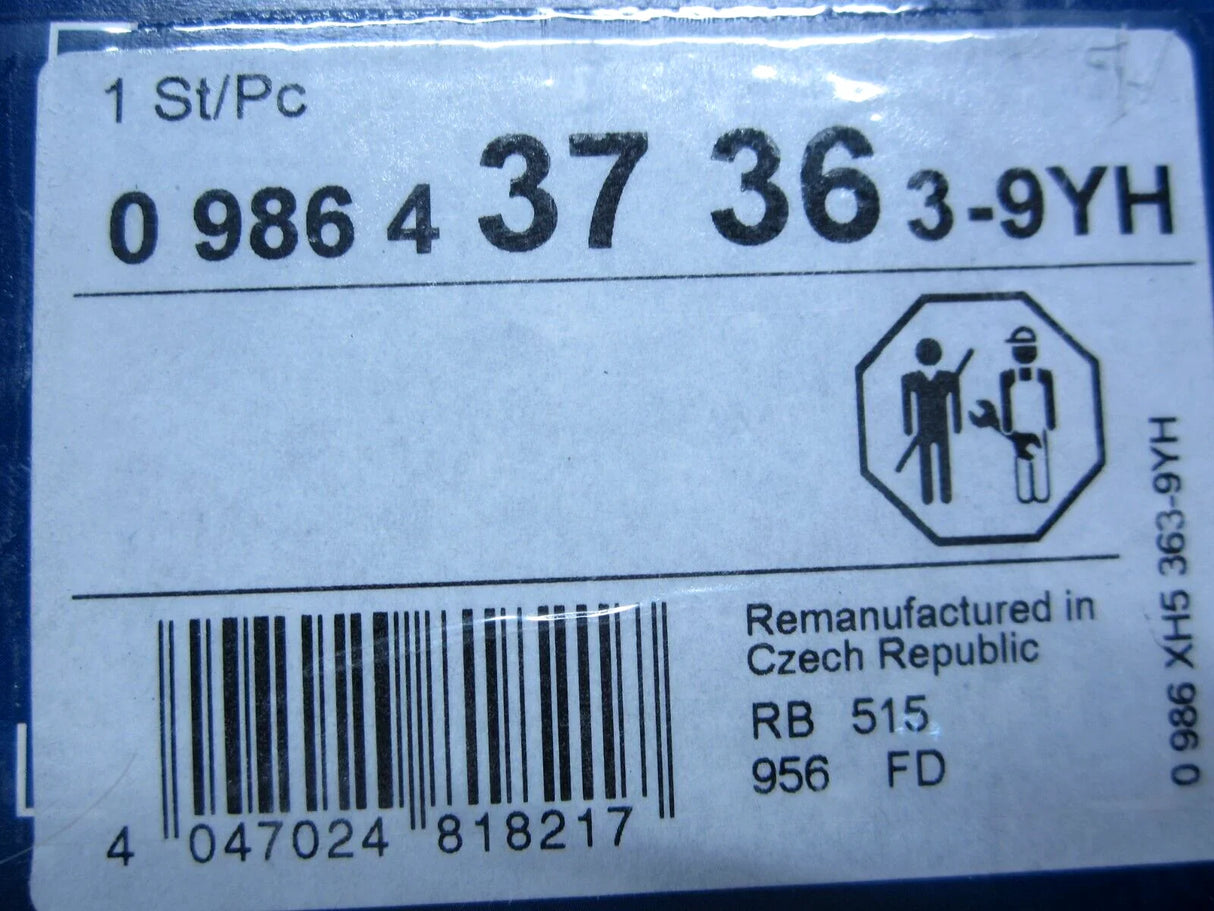 1 St/Pc
0 986 4 37 36 3-9YH
Remanufactured in
Czech Republic
RB 515
956 FD
4 047024 818217
0 986 XH5 363-9YH